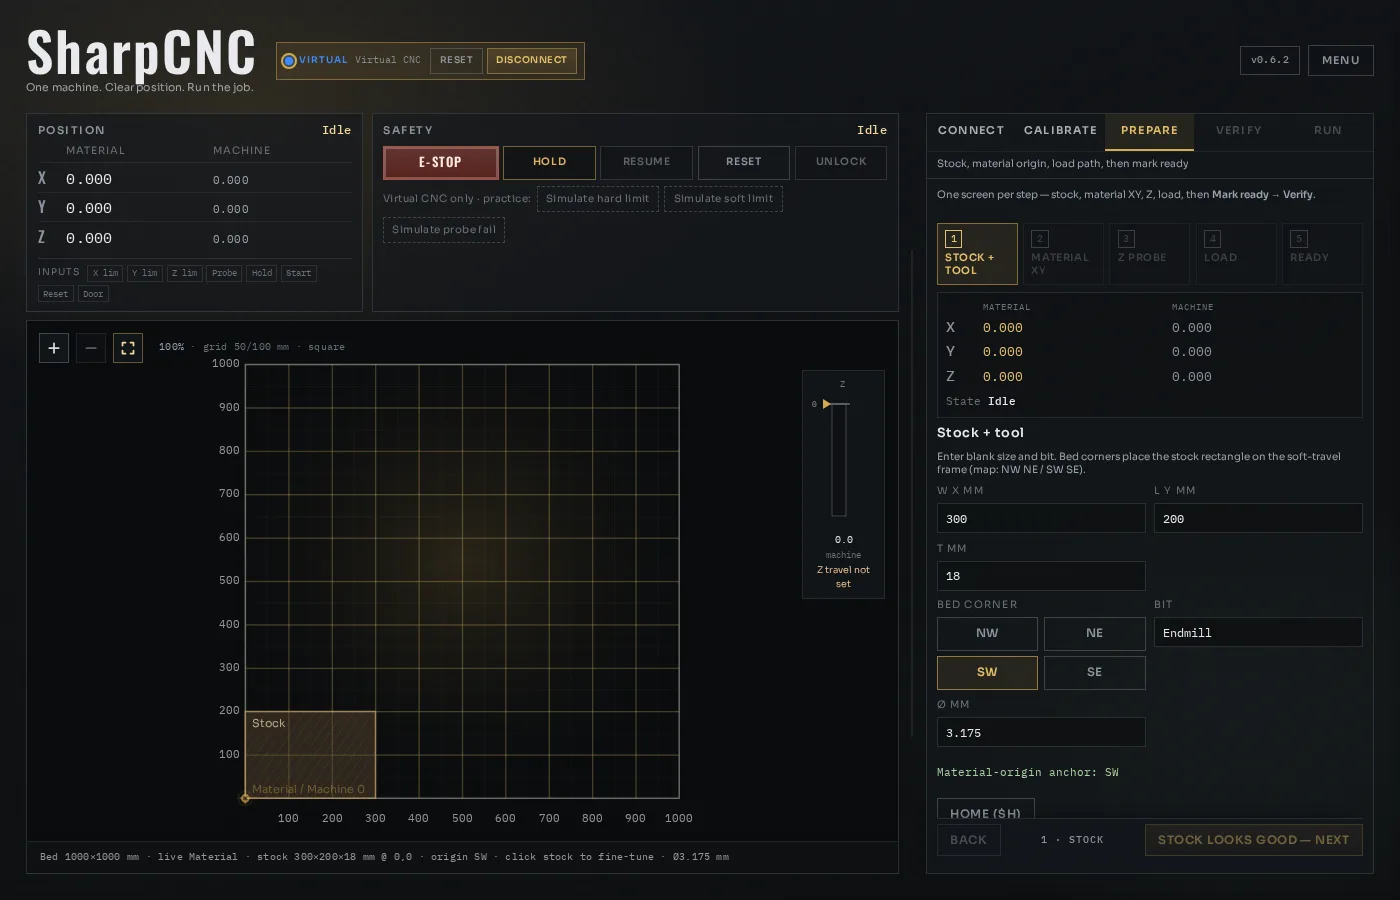 SharpCNC
One machine. Clear position. Run the job.
VIRTUAL Virtual CNC RESET DISCONNECT
v0.6.2 MENU
POSITION Idle
MATERIAL MACHINE
X 0.000 0.000
Y 0.000 0.000
Z 0.000 0.000
INPUTS X lim Y lim Z lim Probe Hold Start
Reset Door
SAFETY Idle
E-STOP HOLD RESUME RESET UNLOCK
Virtual CNC only · practice: Simulate hard limit Simulate soft limit
Simulate probe fail
+ − 100% · grid 50/100 mm · square
1000
900
800
700
600
500
400
300
200
100
Stock
Material / Machine 0
100 200 300 400 500 600 700 800 900 1000
Z
0
0.0
machine
Z travel not
set
Bed 1000×1000 mm · live Material · stock 300×200×18 mm @ 0,0 · origin SW · click stock to fine-tune · Ø3.175 mm
CONNECT CALIBRATE PREPARE VERIFY RUN
Stock, material origin, load path, then mark ready
One screen per step — stock, material XY, Z, load, then Mark ready → Verify.
1 2 3 4 5
STOCK + MATERIAL Z PROBE LOAD READY
TOOL XY
MATERIAL MACHINE
X 0.000 0.000
Y 0.000 0.000
Z 0.000 0.000
State Idle
Stock + tool
Enter blank size and bit. Bed corners place the stock rectangle on the soft-travel
frame (map: NW NE / SW SE).
W X MM L Y MM
300 200
T MM
18
BED CORNER BIT
NW NE Endmill
SW SE
Ø MM
3.175
Material-origin anchor: SW
HOME ($H)
BACK 1 · STOCK STOCK LOOKS GOOD — NEXT